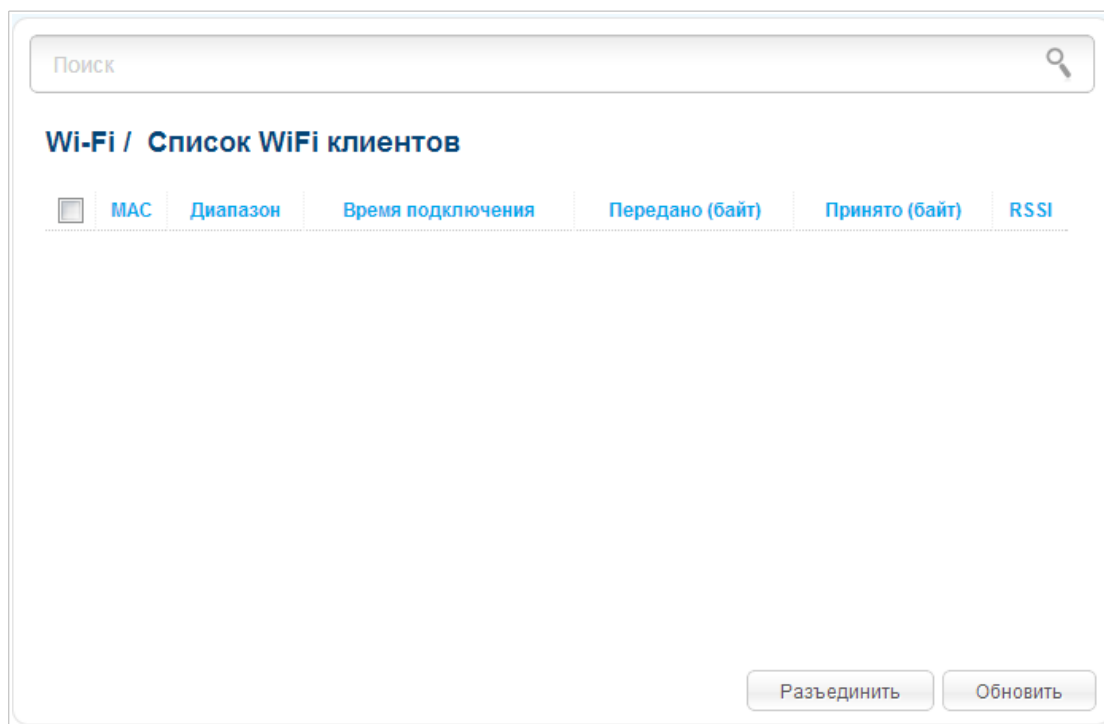 Поиск
Wi-Fi / Список WiFi клиентов
MAC Диапазон Время подключения Передано (байт) Принято (байт) RSSI
Разъединить Обновить